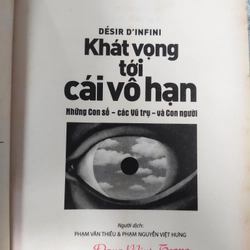 DÉSIR D'INFINI
Khát vọng
tới
cái vô hạn
Những Con số – các Vũ trụ – và Con người
Người dịch:
PHẠM VĂN THIỀU & PHẠM NGUYỄN VIỆT HƯNG